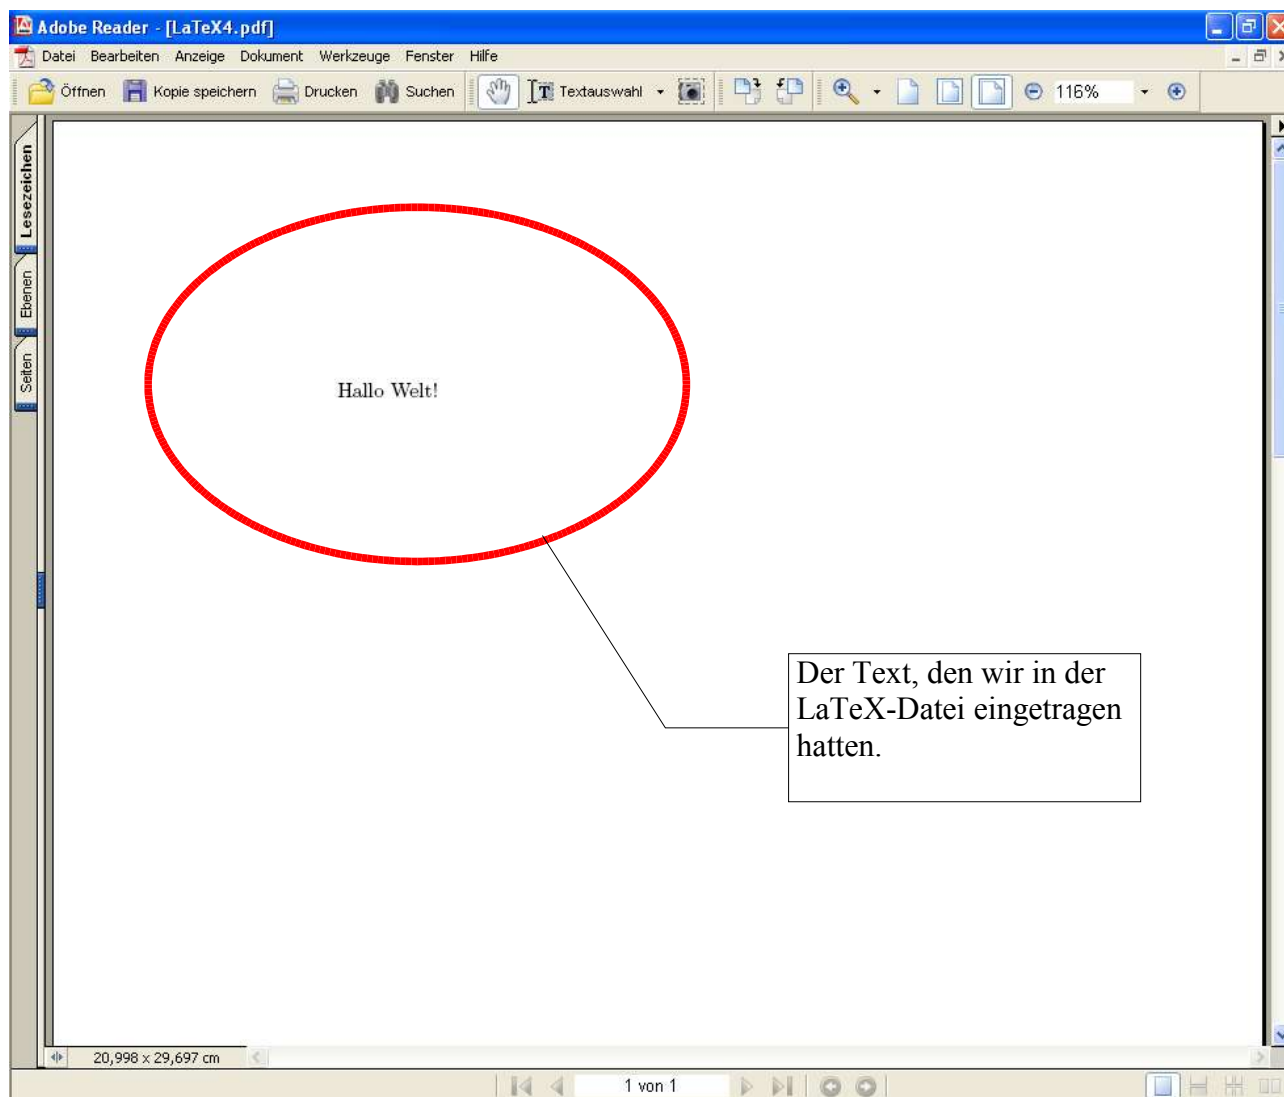 Adobe Reader - [LaTeX4.pdf]
Datei Bearbeiten Anzeige Dokument Werkzeuge Fenster Hilfe
Öffnen Kopie speichern Drucken Suchen Textauswahl 116%
Lesezeichen
Ebenen
Seiten
Hallo Welt!
Der Text, den wir in der
LaTeX-Datei eingetragen
hatten.
20,998 x 29,697 cm
1 von 1